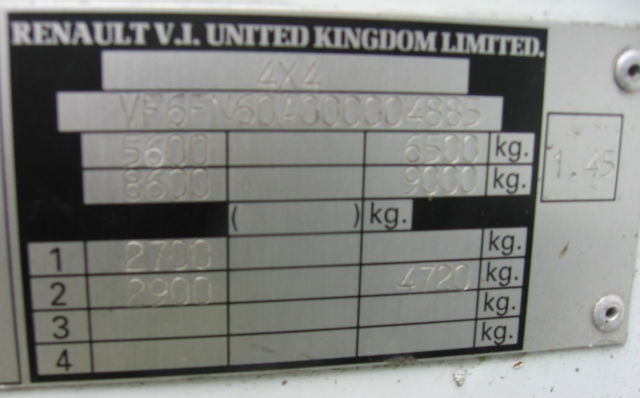 RENAULT V.I. UNITED KINGDOM LIMITED.
4X4
VF6FN60A000004885
5600 6500 kg.
8600 9000 kg.
( ) kg.
1 2700 kg.
2 2900 4720 kg.
3 kg.
4 kg.
1.45